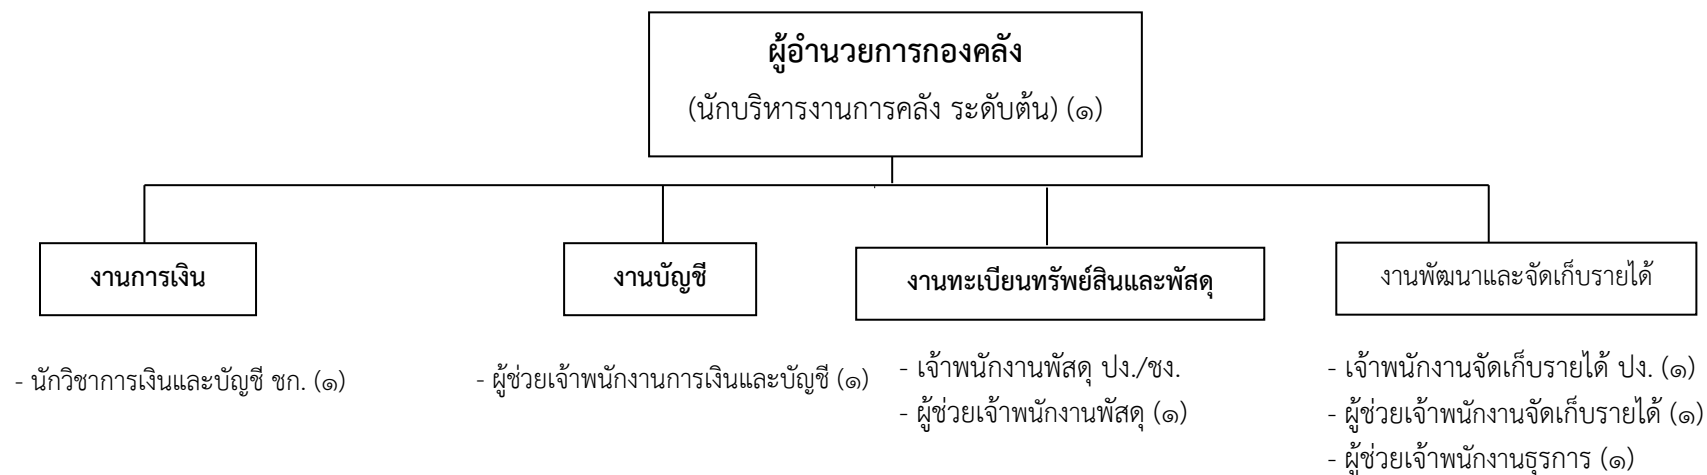 ผู้อำนวยการกองคลัง
(นักบริหารงานการคลัง ระดับต้น) (๑)
งานการเงิน
- นักวิชาการเงินและบัญชี ชก. (๑)
งานบัญชี
- ผู้ช่วยเจ้าพนักงานการเงินและบัญชี (๑)
งานทะเบียนทรัพย์สินและพัสดุ
- เจ้าพนักงานพัสดุ ปง./ชง.
- ผู้ช่วยเจ้าพนักงานพัสดุ (๑)
งานพัฒนาและจัดเก็บรายได้
- เจ้าพนักงานจัดเก็บรายได้ ปง. (๑)
- ผู้ช่วยเจ้าพนักงานจัดเก็บรายได้ (๑)
- ผู้ช่วยเจ้าพนักงานธุรการ (๑)